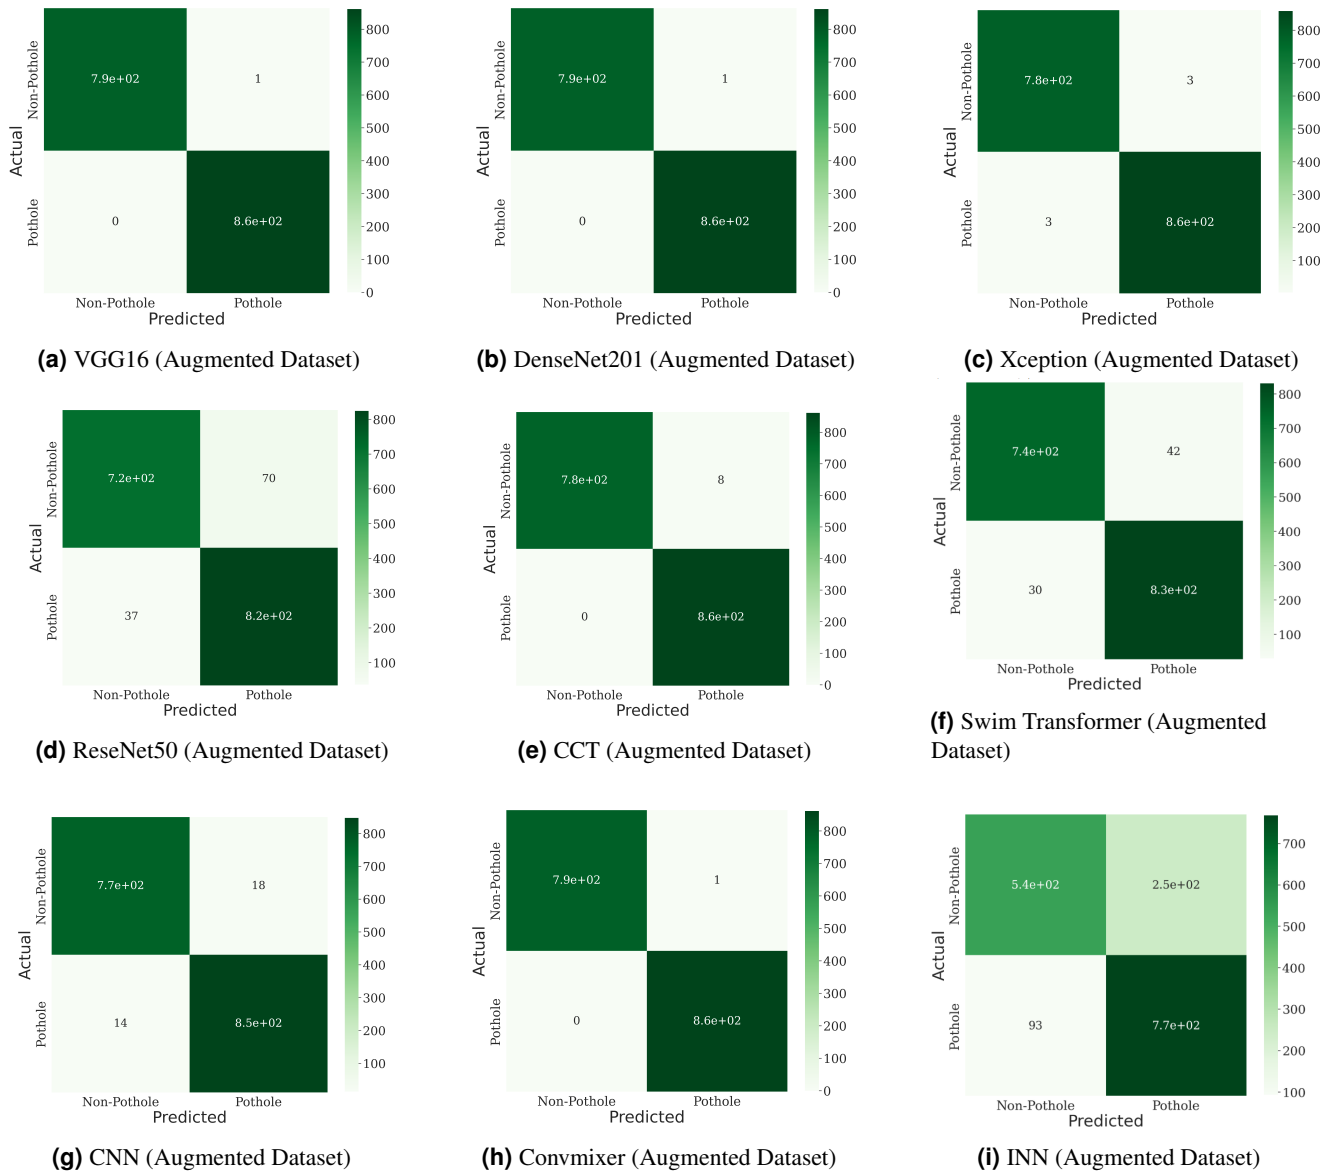 Non-Pothole
7.9e+02 1
Actual
Pothole
0 8.6e+02
Non-Pothole Pothole
Predicted
800
700
600
500
400
300
200
100
0
(a) VGG16 (Augmented Dataset)
Non-Pothole
7.9e+02 1
Actual
Pothole
0 8.6e+02
Non-Pothole Pothole
Predicted
800
700
600
500
400
300
200
100
0
(b) DenseNet201 (Augmented Dataset)
Non-Pothole
7.8e+02 3
Actual
Pothole
3 8.6e+02
Non-Pothole Pothole
Predicted
800
700
600
500
400
300
200
100
(c) Xception (Augmented Dataset)
Non-Pothole
7.2e+02 70
Actual
Pothole
37 8.2e+02
Non-Pothole Pothole
Predicted
800
700
600
500
400
300
200
100
(d) ReseNet50 (Augmented Dataset)
Non-Pothole
7.8e+02 8
Actual
Pothole
0 8.6e+02
Non-Pothole Pothole
Predicted
800
700
600
500
400
300
200
100
0
(e) CCT (Augmented Dataset)
Non-Pothole
7.4e+02 42
Actual
Pothole
30 8.3e+02
Non-Pothole Pothole
Predicted
800
700
600
500
400
300
200
100
(f) Swim Transformer (Augmented
Dataset)
Non-Pothole
7.7e+02 18
Actual
Pothole
14 8.5e+02
Non-Pothole Pothole
Predicted
800
700
600
500
400
300
200
100
(g) CNN (Augmented Dataset)
Non-Pothole
7.9e+02 1
Actual
Pothole
0 8.6e+02
Non-Pothole Pothole
Predicted
800
700
600
500
400
300
200
100
0
(h) Convmixer (Augmented Dataset)
Non-Pothole
5.4e+02 2.5e+02
Actual
Pothole
93 7.7e+02
Non-Pothole Pothole
Predicted
700
600
500
400
300
200
100
(i) INN (Augmented Dataset)